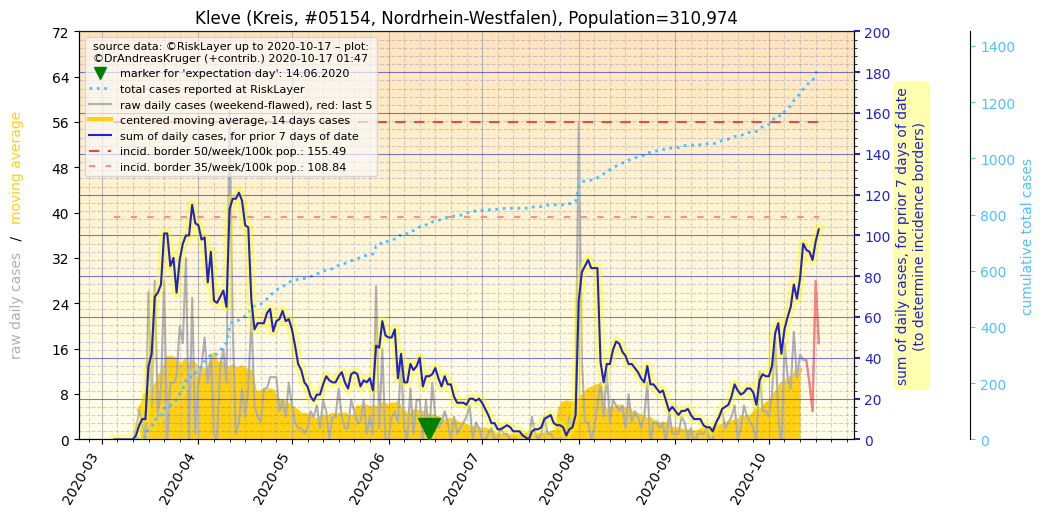 Kleve (Kreis, #05154, Nordrhein-Westfalen), Population=310,974
source data: ©RiskLayer up to 2020-10-17 – plot:
©DrAndreasKruger (+contrib.) 2020-10-17 01:47
marker for 'expectation day': 14.06.2020
total cases reported at RiskLayer
raw daily cases (weekend-flawed), red: last 5
centered moving average, 14 days cases
sum of daily cases, for prior 7 days of date
incid. border 50/week/100k pop.: 155.49
incid. border 35/week/100k pop.: 108.84
raw daily cases / moving average
72
64
56
48
40
32
24
16
8
0
2020-03
2020-04
2020-05
2020-06
2020-07
2020-08
2020-09
2020-10
200
180
160
140
120
100
80
60
40
20
0
sum of daily cases, for prior 7 days of date
(to determine incidence borders)
1400
1200
1000
800
600
400
200
0
cumulative total cases